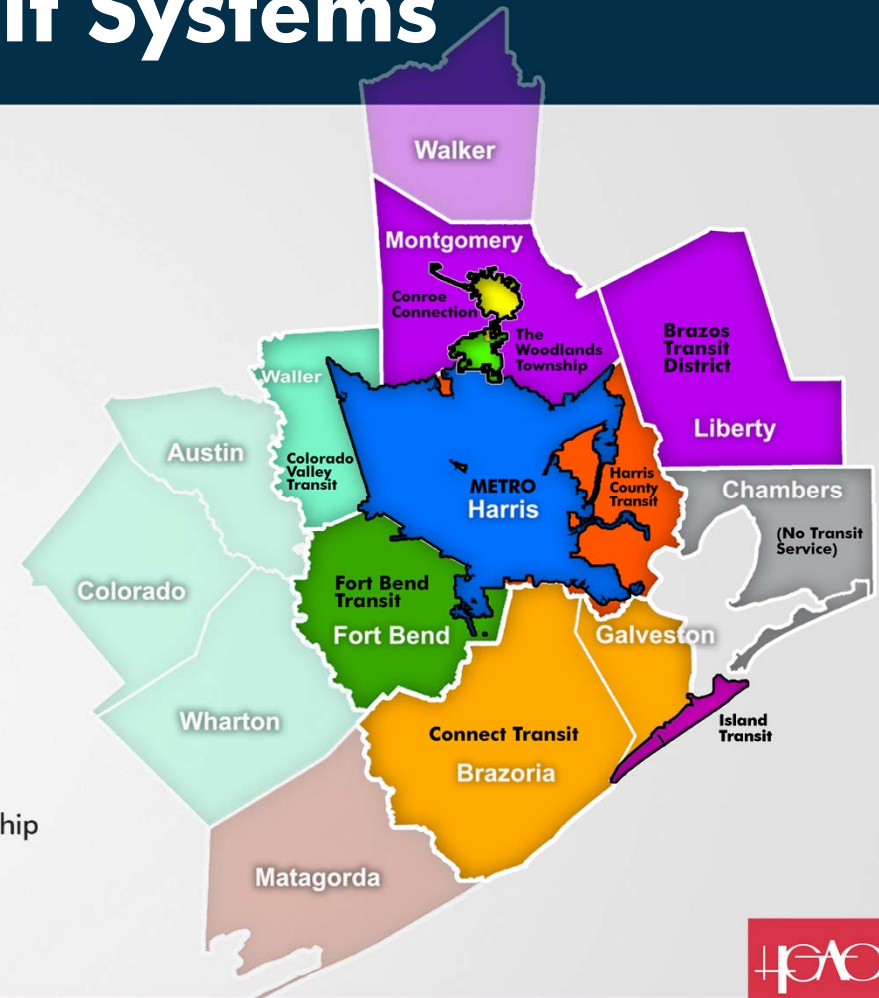 it Systems
Walker
Montgomery
Conroe
Connection
The
Woodlands
Township
Brazos
Transit
District
Liberty
Waller
Austin
Colorado
Valley
Transit
METRO
Harris
Harris
County
Transit
Chambers
(No Transit
Service)
Colorado
Fort Bend
Transit
Fort Bend
Galveston
Wharton
Connect Transit
Brazoria
Island
Transit
hip
Matagorda
HGAC